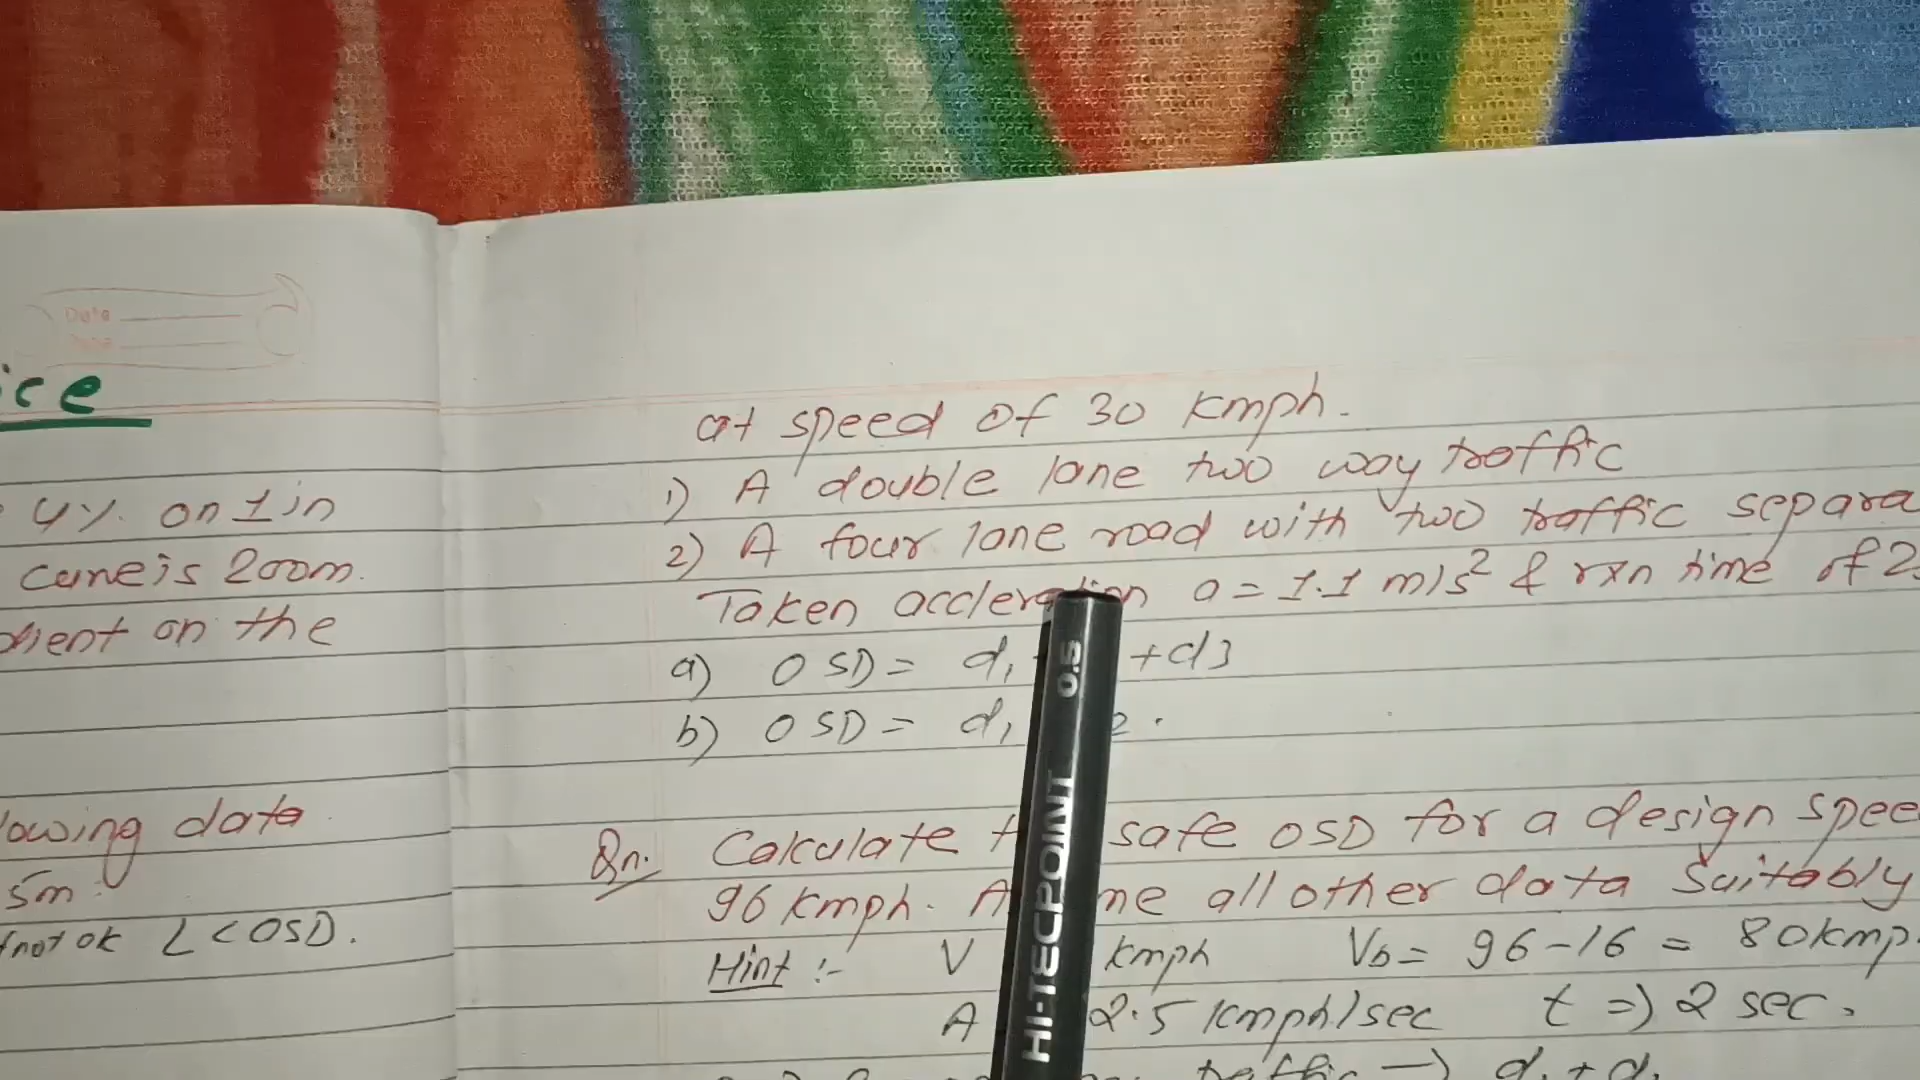 Date
ice
4%. on 1 in
is 200m.
on the
data
5m
not ok L < OSD.
at speed of 30 kmph.
1) A double lane two way traffic
2) A four lane road with two traffic separa
Taken accleration a = 1.1 m/s² & rxn time of 2
a) OSD = d1 +d3
b) OSD = d1 2.
Qn. Calculate safe OSD for a design spee
96 kmph. A me all other data suitably
Hint :- V kmph Vb = 96-16 = 80kmp
A 2.5 kmph/sec t => 2 sec.
traffic -> d1 + d
HI-TECPOINT 0.5